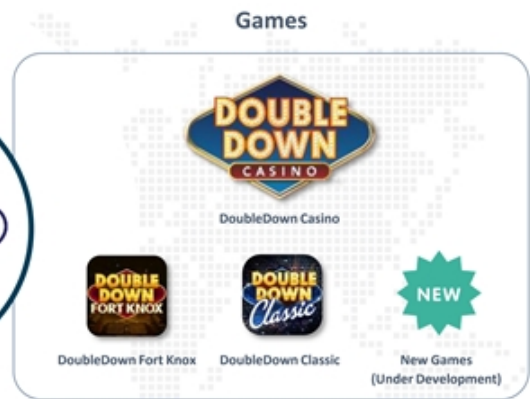 Games
DOUBLE
DOWN
CASINO
DoubleDown Casino
DOUBLE
DOWN
FORT KNOX
DOUBLE
DOWN
Classic
NEW
DoubleDown Fort Knox
DoubleDown Classic
New Games
(Under Development)